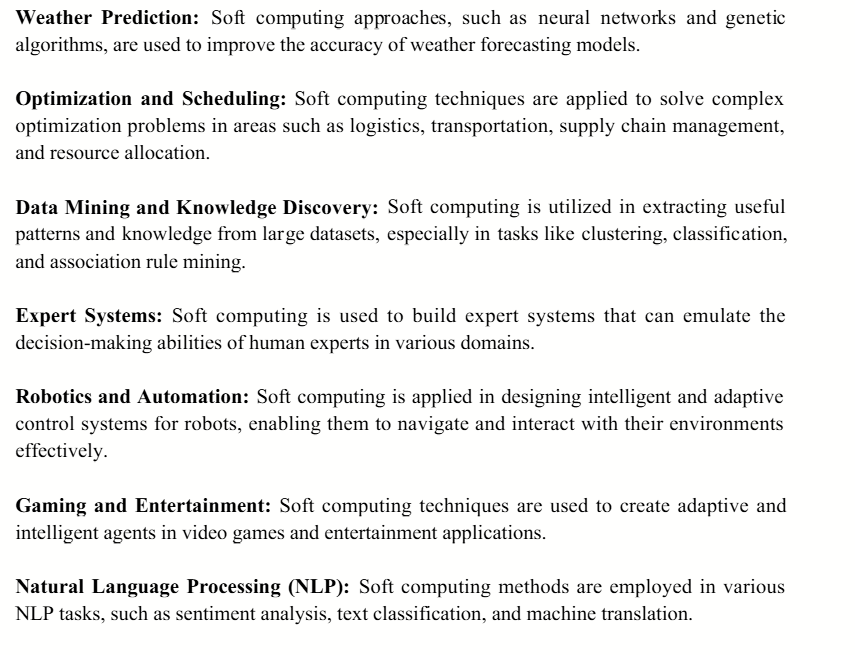 Weather Prediction: Soft computing approaches, such as neural networks and genetic
algorithms, are used to improve the accuracy of weather forecasting models.
Optimization and Scheduling: Soft computing techniques are applied to solve complex
optimization problems in areas such as logistics, transportation, supply chain management,
and resource allocation.
Data Mining and Knowledge Discovery: Soft computing is utilized in extracting useful
patterns and knowledge from large datasets, especially in tasks like clustering, classification,
and association rule mining.
Expert Systems: Soft computing is used to build expert systems that can emulate the
decision-making abilities of human experts in various domains.
Robotics and Automation: Soft computing is applied in designing intelligent and adaptive
control systems for robots, enabling them to navigate and interact with their environments
effectively.
Gaming and Entertainment: Soft computing techniques are used to create adaptive and
intelligent agents in video games and entertainment applications.
Natural Language Processing (NLP): Soft computing methods are employed in various
NLP tasks, such as sentiment analysis, text classification, and machine translation.